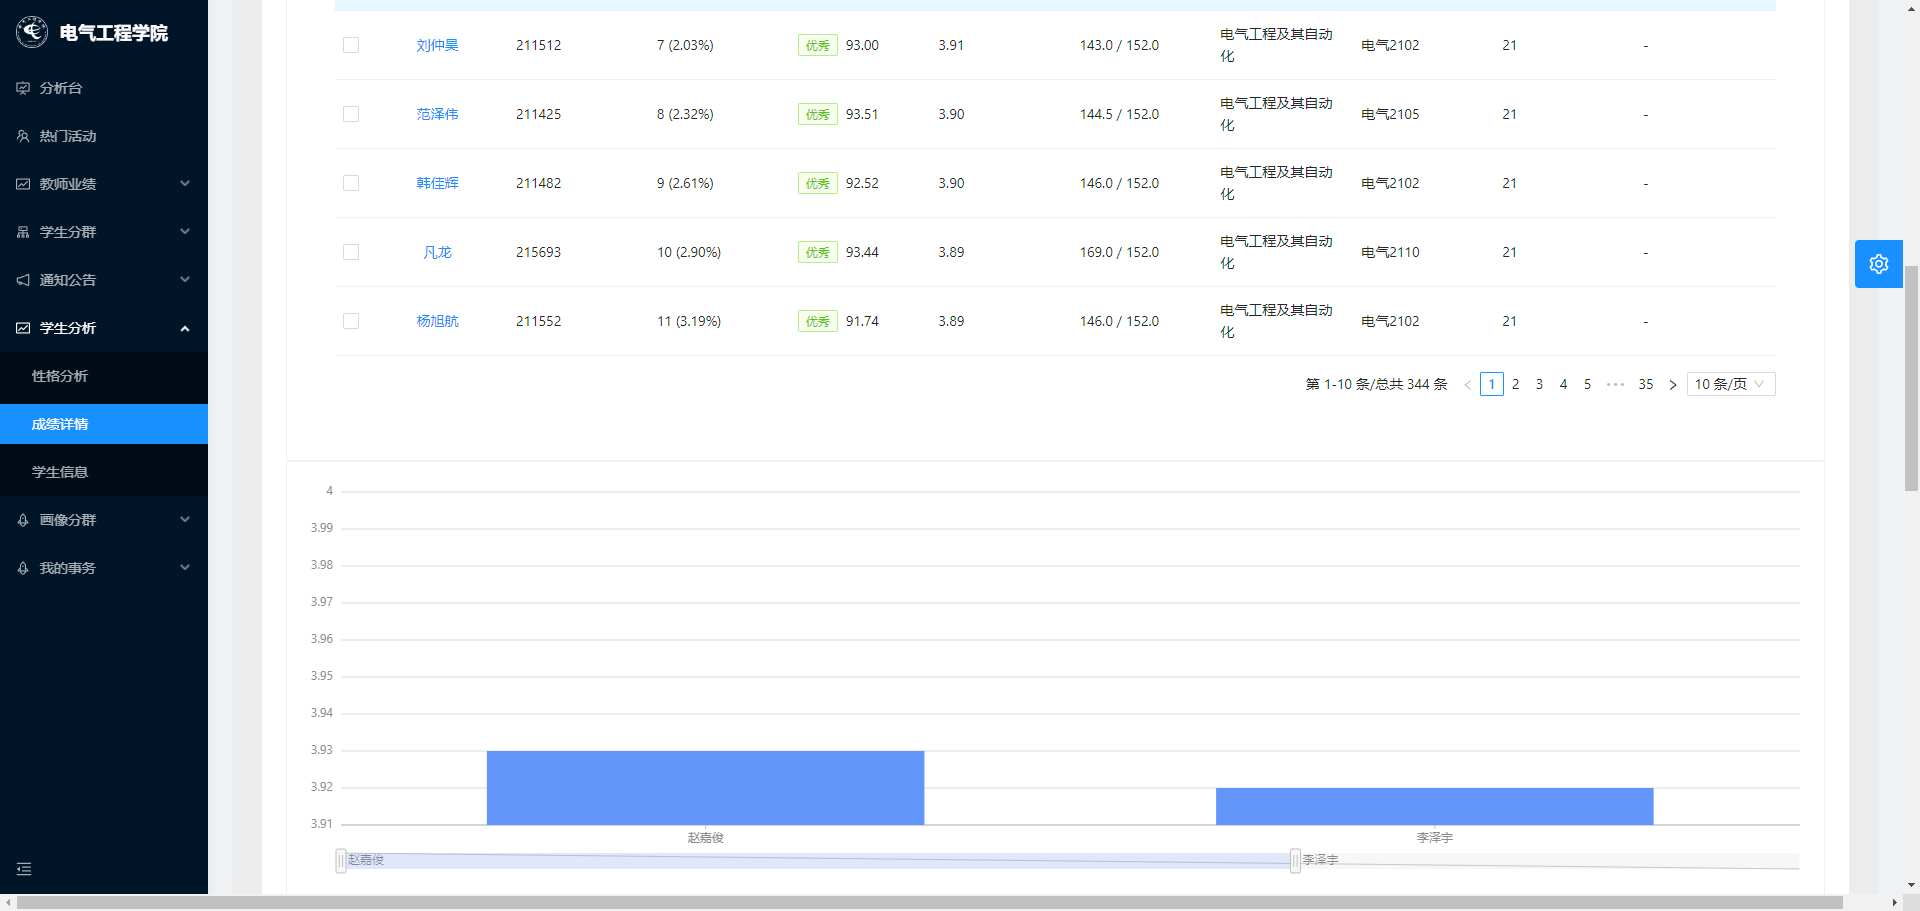 电气工程学院
分析台
热门活动
教师业绩
学生分群
通知公告
学生分析
性格分析
成绩详情
学生信息
画像分群
我的事务
刘仲昊 211512 7 (2.03%) 优秀 93.00 3.91 143.0 / 152.0 电气工程及其自动化 电气2102 21 -
范泽伟 211425 8 (2.32%) 优秀 93.51 3.90 144.5 / 152.0 电气工程及其自动化 电气2105 21 -
韩佳辉 211482 9 (2.61%) 优秀 92.52 3.90 146.0 / 152.0 电气工程及其自动化 电气2102 21 -
凡龙 215693 10 (2.90%) 优秀 93.44 3.89 169.0 / 152.0 电气工程及其自动化 电气2110 21 -
杨旭航 211552 11 (3.19%) 优秀 91.74 3.89 146.0 / 152.0 电气工程及其自动化 电气2102 21 -
第 1-10 条/总共 344 条 < 1 2 3 4 5 ••• 35 > 10 条/页
4
3.99
3.98
3.97
3.96
3.95
3.94
3.93
3.92
3.91
赵嘉俊 李泽宇
赵嘉俊 李泽宇